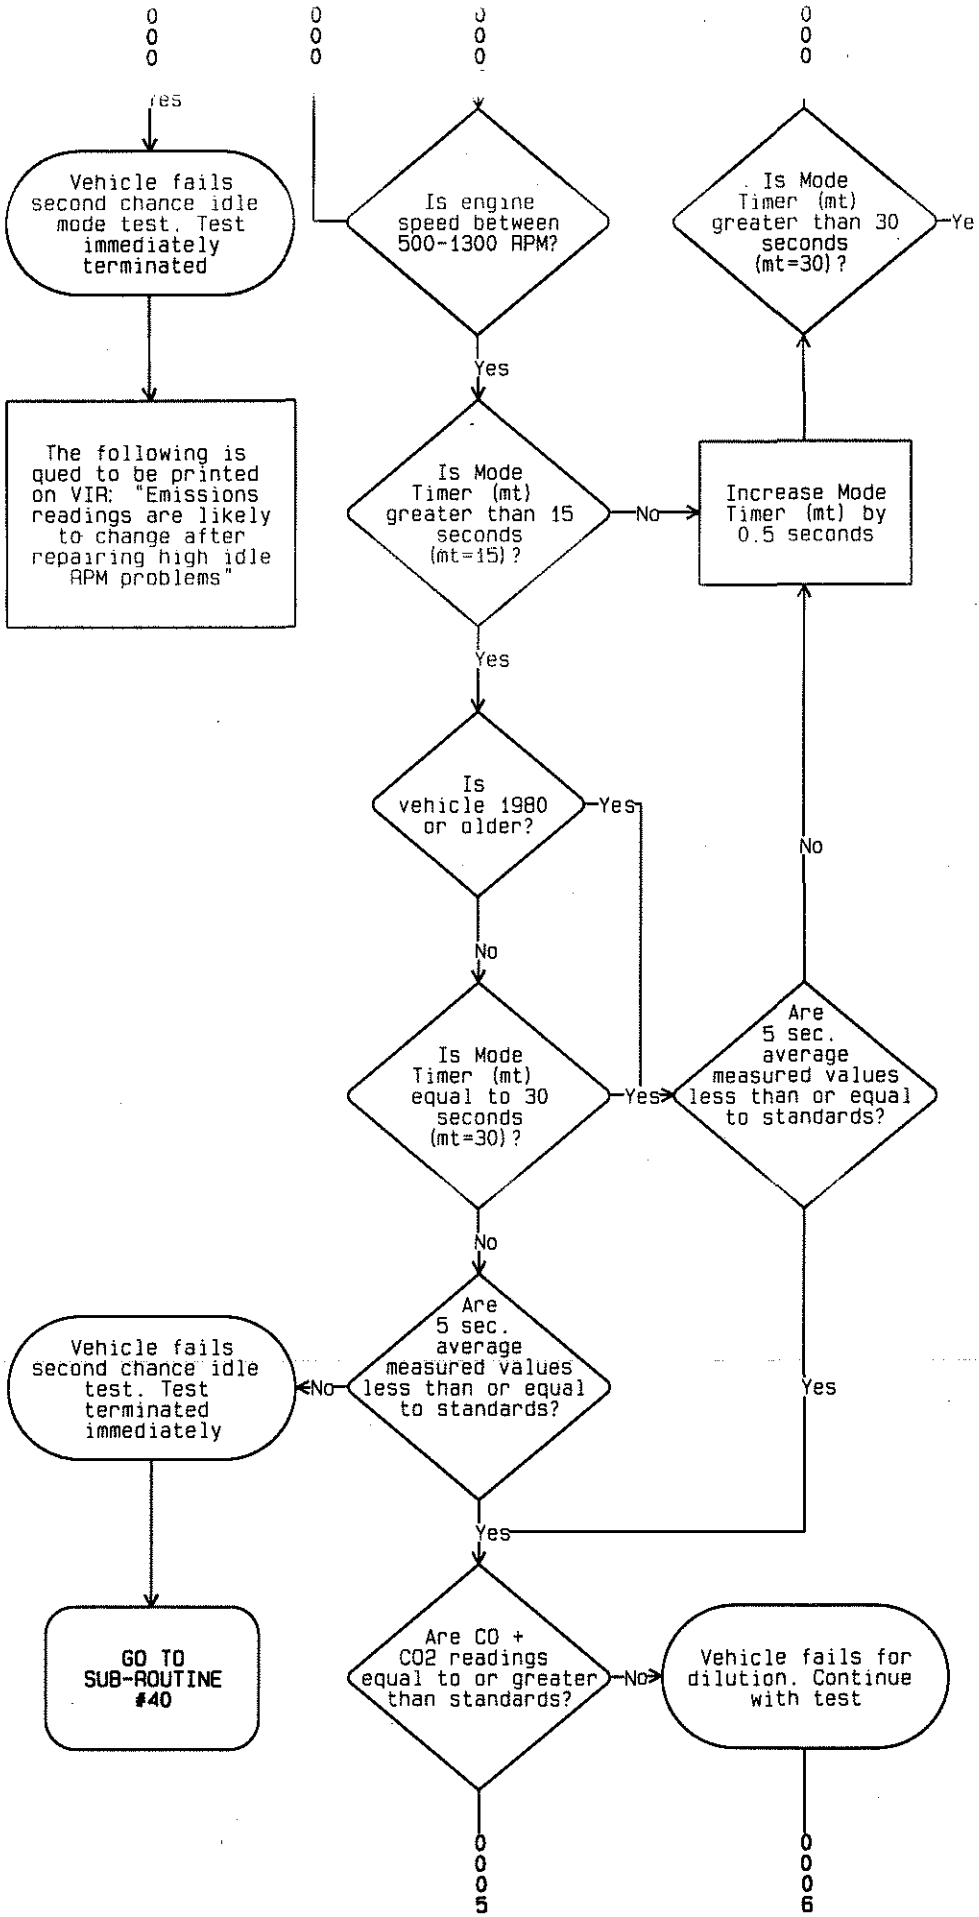 0
0
0
0
0
0
0
0
0
0
0
0
Yes
Vehicle fails
second chance idle
mode test. Test
immediately
terminated
Is engine
speed between
500-1300 RPM?
Is Mode
Timer (mt)
greater than 30
seconds
(mt=30)?
Ye
Yes
The following is
qued to be printed
on VIR: "Emissions
readings are likely
to change after
repairing high idle
RPM problems"
Is Mode
Timer (mt)
greater than 15
seconds
(mt=15)?
No
Increase Mode
Timer (mt) by
0.5 seconds
Yes
Is
vehicle 1980
or older?
Yes
No
No
Is Mode
Timer (mt)
equal to 30
seconds
(mt=30)?
Yes
Are
5 sec.
average
measured values
less than or equal
to standards?
No
Vehicle fails
second chance idle
test. Test
terminated
immediately
No
Are
5 sec.
average
measured values
less than or equal
to standards?
Yes
Yes
GO TO
SUB-ROUTINE
#40
Are CO +
CO2 readings
equal to or greater
than standards?
No
Vehicle fails for
dilution. Continue
with test
0
0
0
5
0
0
0
6